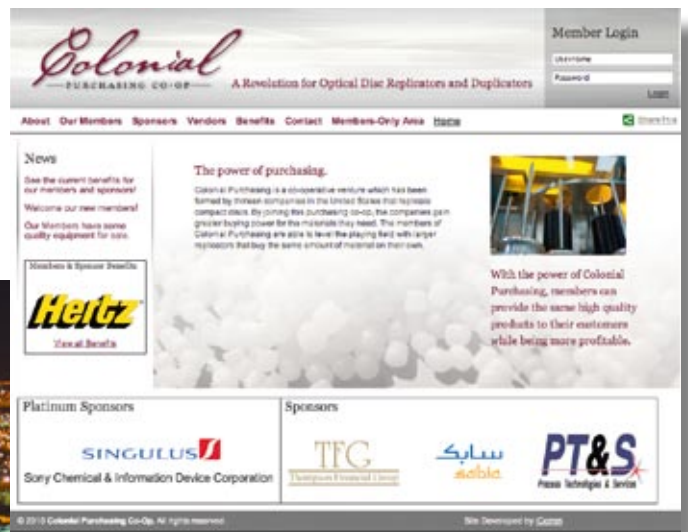 Colonial
PURCHASING CO-OP
A Revolution for Optical Disc Replicators and Duplicators
Member Login
Username
Password
Login
About Our Members Sponsors Vendors Benefits Contact Members-Only Area Home
Share this
News
See the current benefits for
our members and sponsors!
Welcome our new members!
Our Members have some
quality equipment for sale.
Members & Sponsor Benefits
Hertz
View all Benefits
The power of purchasing.
Colonial Purchasing is a co-operative venture which has been
formed by thirteen companies in the United States that replicate
compact discs. By joining this purchasing co-op, the companies gain
greater buying power for the materials they need. The members of
Colonial Purchasing are able to level the playing field with larger
replicators that buy the same amount of material on their own.
With the power of Colonial
Purchasing, members can
provide the same high quality
products to their customers
while being more profitable.
Platinum Sponsors
SINGULUS
Sony Chemical & Information Device Corporation
Sponsors
TFG
Thompson Financial Group
سابك
sabic
PT&S
Process Technologies & Services
© 2010 Colonial Purchasing Co-Op. All rights reserved.
Site Developed by